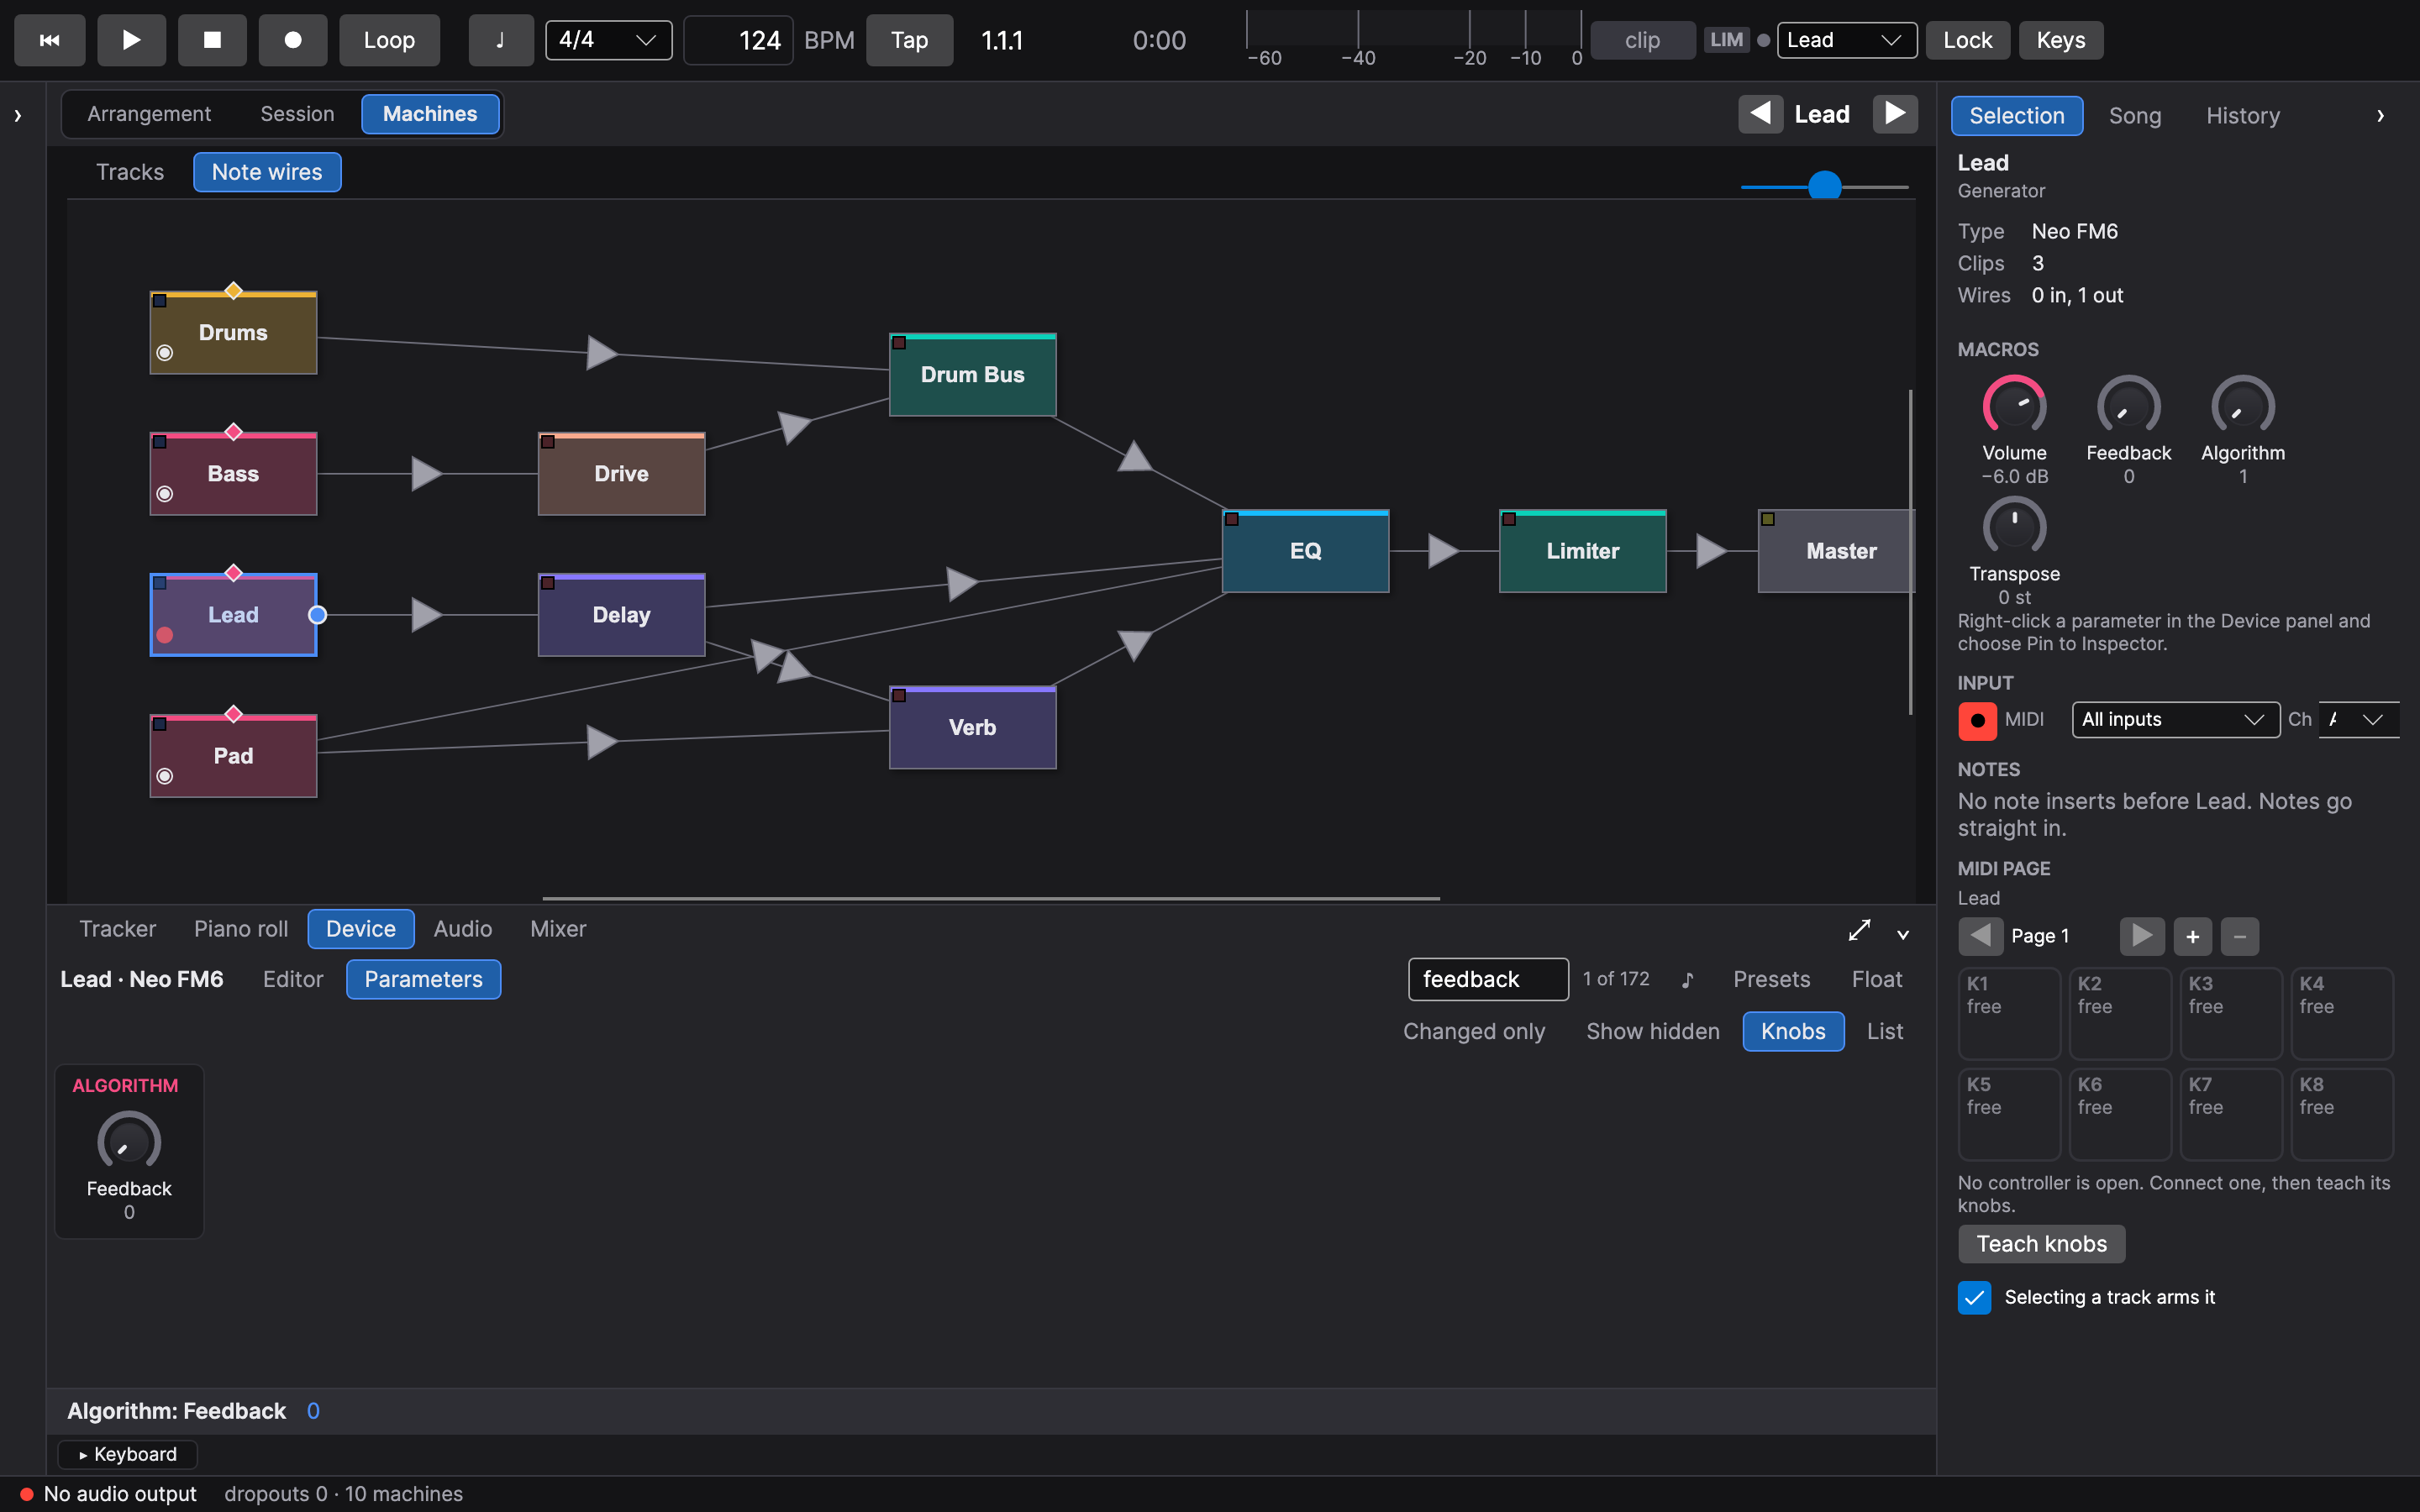 Loop
4/4
124 BPM
Tap
1.1.1
0:00
−60 −40 −20 −10 0
clip
LIM
Lead
Lock
Keys
Arrangement
Session
Machines
Lead
Tracks
Note wires
Drums
Drum Bus
Bass
Drive
EQ
Limiter
Master
Lead
Delay
Verb
Pad
Tracker
Piano roll
Device
Audio
Mixer
Lead · Neo FM6
Editor
Parameters
feedback
1 of 172
Presets
Float
Changed only
Show hidden
Knobs
List
ALGORITHM
Feedback
0
Algorithm: Feedback 0
▸ Keyboard
No audio output
dropouts 0 · 10 machines
Selection
Song
History
Lead
Generator
Type Neo FM6
Clips 3
Wires 0 in, 1 out
MACROS
Volume
−6.0 dB
Feedback
0
Algorithm
1
Transpose
0 st
Right-click a parameter in the Device panel and
choose Pin to Inspector.
INPUT
MIDI
All inputs
Ch
NOTES
No note inserts before Lead. Notes go
straight in.
MIDI PAGE
Lead
Page 1
+
−
K1
free
K2
free
K3
free
K4
free
K5
free
K6
free
K7
free
K8
free
No controller is open. Connect one, then teach its
knobs.
Teach knobs
Selecting a track arms it